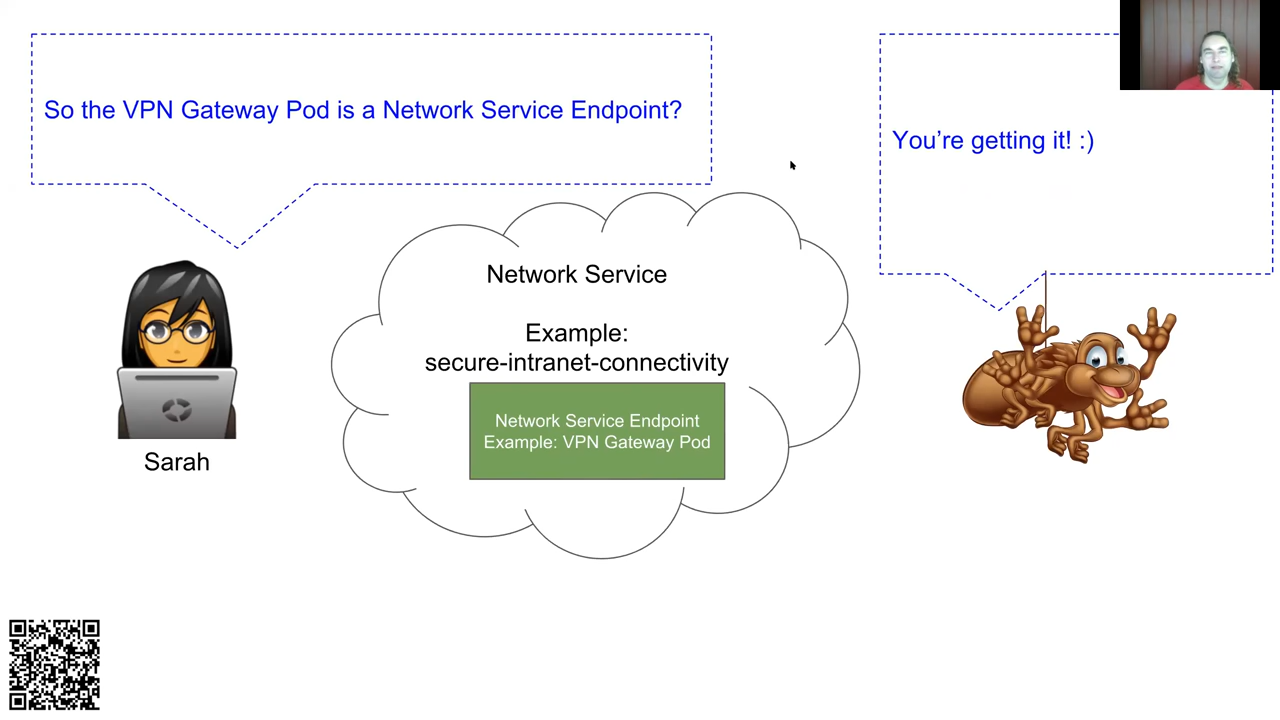 So the VPN Gateway Pod is a Network Service Endpoint?
You're getting it! :)
Network Service
Example:
secure-intranet-connectivity
Network Service Endpoint
Example: VPN Gateway Pod
Sarah